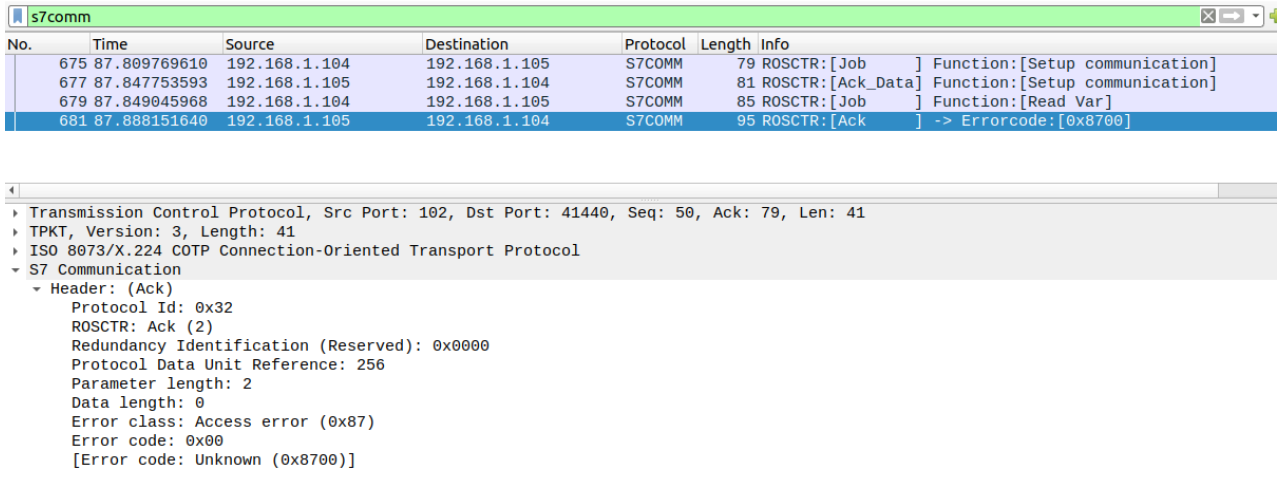 s7comm
No. Time Source Destination Protocol Length Info
675 87.809769610 192.168.1.104 192.168.1.105 S7COMM 79 ROSCTR:[Job     ] Function:[Setup communication]
677 87.847753593 192.168.1.105 192.168.1.104 S7COMM 81 ROSCTR:[Ack_Data] Function:[Setup communication]
679 87.849045968 192.168.1.104 192.168.1.105 S7COMM 85 ROSCTR:[Job     ] Function:[Read Var]
681 87.888151640 192.168.1.105 192.168.1.104 S7COMM 95 ROSCTR:[Ack     ] -> Errorcode:[0x8700]
Transmission Control Protocol, Src Port: 102, Dst Port: 41440, Seq: 50, Ack: 79, Len: 41
TPKT, Version: 3, Length: 41
ISO 8073/X.224 COTP Connection-Oriented Transport Protocol
S7 Communication
Header: (Ack)
Protocol Id: 0x32
ROSCTR: Ack (2)
Redundancy Identification (Reserved): 0x0000
Protocol Data Unit Reference: 256
Parameter length: 2
Data length: 0
Error class: Access error (0x87)
Error code: 0x00
[Error code: Unknown (0x8700)]